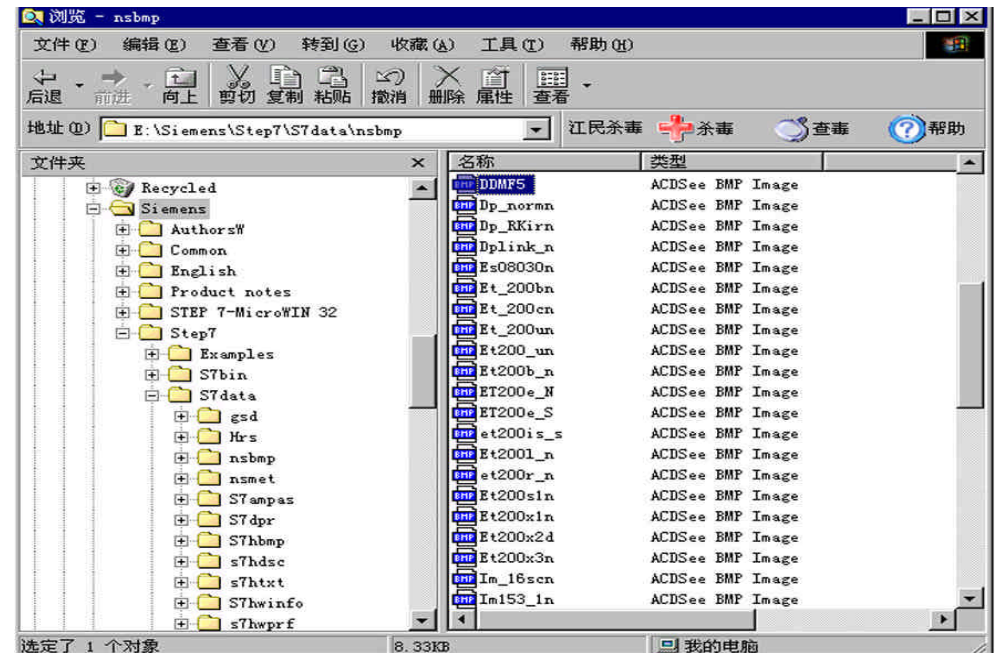 浏览 - nsbmp
文件(F) 编辑(E) 查看(V) 转到(G) 收藏(A) 工具(T) 帮助(H)
后退 前进 向上 剪切 复制 粘贴 撤消 删除 属性 查看
地址(D) E:\Siemens\Step7\S7data\nsbmp 江民杀毒 杀毒 查毒 帮助
文件夹
Recycled
Siemens
AuthorsW
Common
English
Product notes
STEP 7-MicroWIN 32
Step7
Examples
S7bin
S7data
gsd
Hrs
nsbmp
nsmet
S7ampas
S7dpr
S7hbmp
s7hdsc
s7htxt
S7hwinfo
s7hwprf
名称 类型
DDMF5 ACDSee BMP Image
Dp_normn ACDSee BMP Image
Dp_RKirn ACDSee BMP Image
Dplink_n ACDSee BMP Image
Es08030n ACDSee BMP Image
Et_200bn ACDSee BMP Image
Et_200cn ACDSee BMP Image
Et_200un ACDSee BMP Image
Et200_un ACDSee BMP Image
Et200b_n ACDSee BMP Image
ET200e_N ACDSee BMP Image
ET200e_S ACDSee BMP Image
et200is_s ACDSee BMP Image
Et200l_n ACDSee BMP Image
et200r_n ACDSee BMP Image
Et200s1n ACDSee BMP Image
Et200x1n ACDSee BMP Image
Et200x2d ACDSee BMP Image
Et200x3n ACDSee BMP Image
Im_16scn ACDSee BMP Image
Im153_1n ACDSee BMP Image
选定了 1 个对象 8.33KB 我的电脑